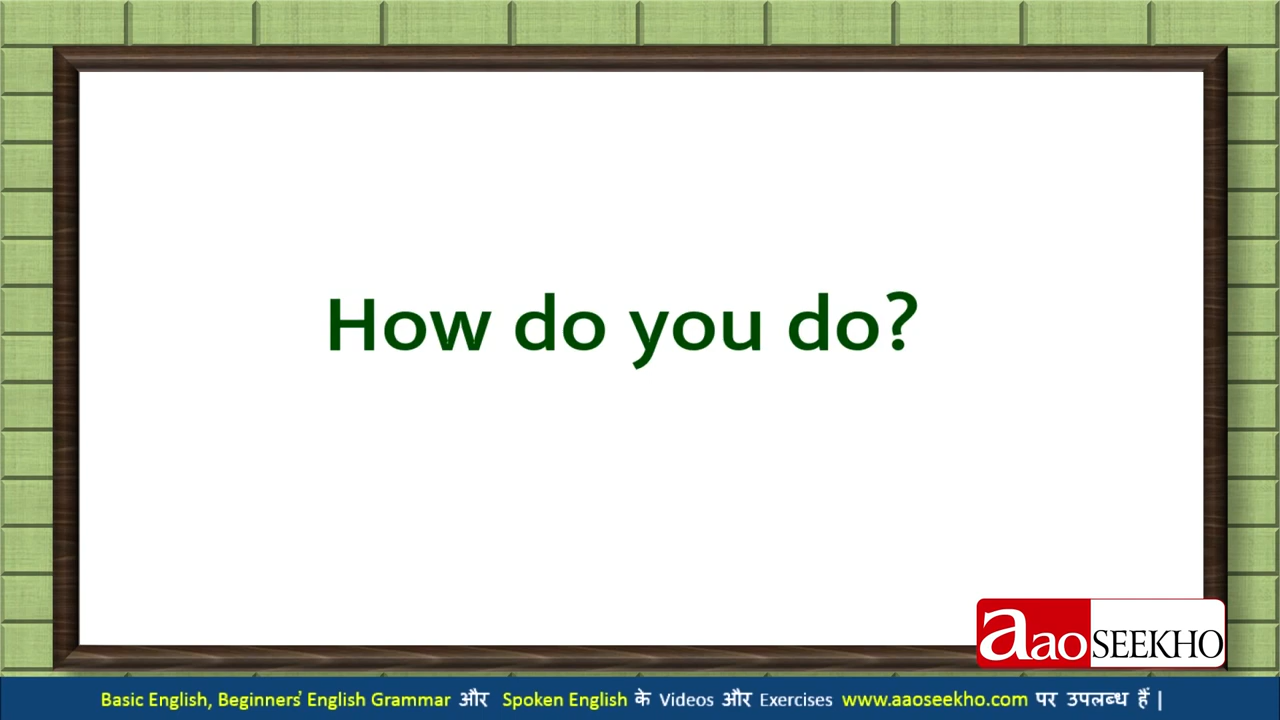 How do you do?
aaoSEEKHO
Basic English, Beginners' English Grammar और Spoken English के Videos और Exercises www.aaoseekho.com पर उपलब्ध हैं |